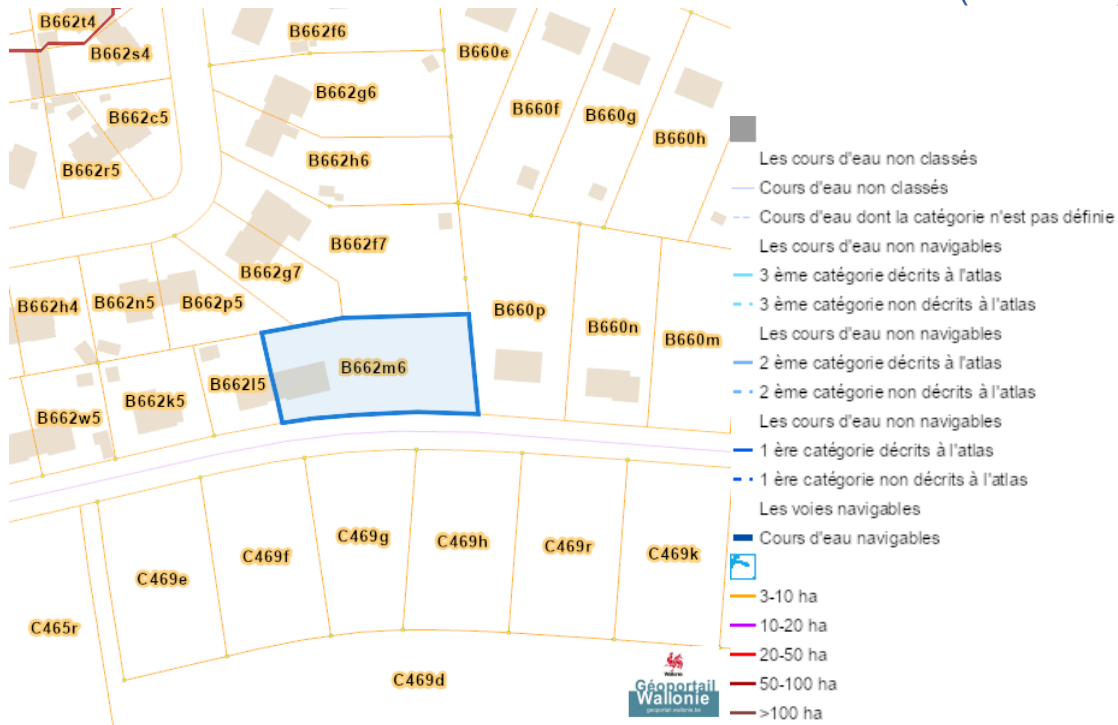 (
B662t4
B662s4
B662f6
B660e
B662g6
B660f
B660g
B660h
B662c5
B662r5
B662h6
B662f7
B662g7
B662h4
B662n5
B662p5
B660p
B660n
B660m
B662m6
B662l5
B662k5
B662w5
C469e
C469f
C469g
C469h
C469r
C469k
C465r
C469d
Wallonie
Géoportail
Wallonie
geoportail.wallonie.be
Les cours d'eau non classés
Cours d'eau non classés
Cours d'eau dont la catégorie n'est pas définie
Les cours d'eau non navigables
3 ème catégorie décrits à l'atlas
3 ème catégorie non décrits à l'atlas
Les cours d'eau non navigables
2 ème catégorie décrits à l'atlas
2 ème catégorie non décrits à l'atlas
Les cours d'eau non navigables
1 ère catégorie décrits à l'atlas
1 ère catégorie non décrits à l'atlas
Les voies navigables
Cours d'eau navigables
3-10 ha
10-20 ha
20-50 ha
50-100 ha
>100 ha